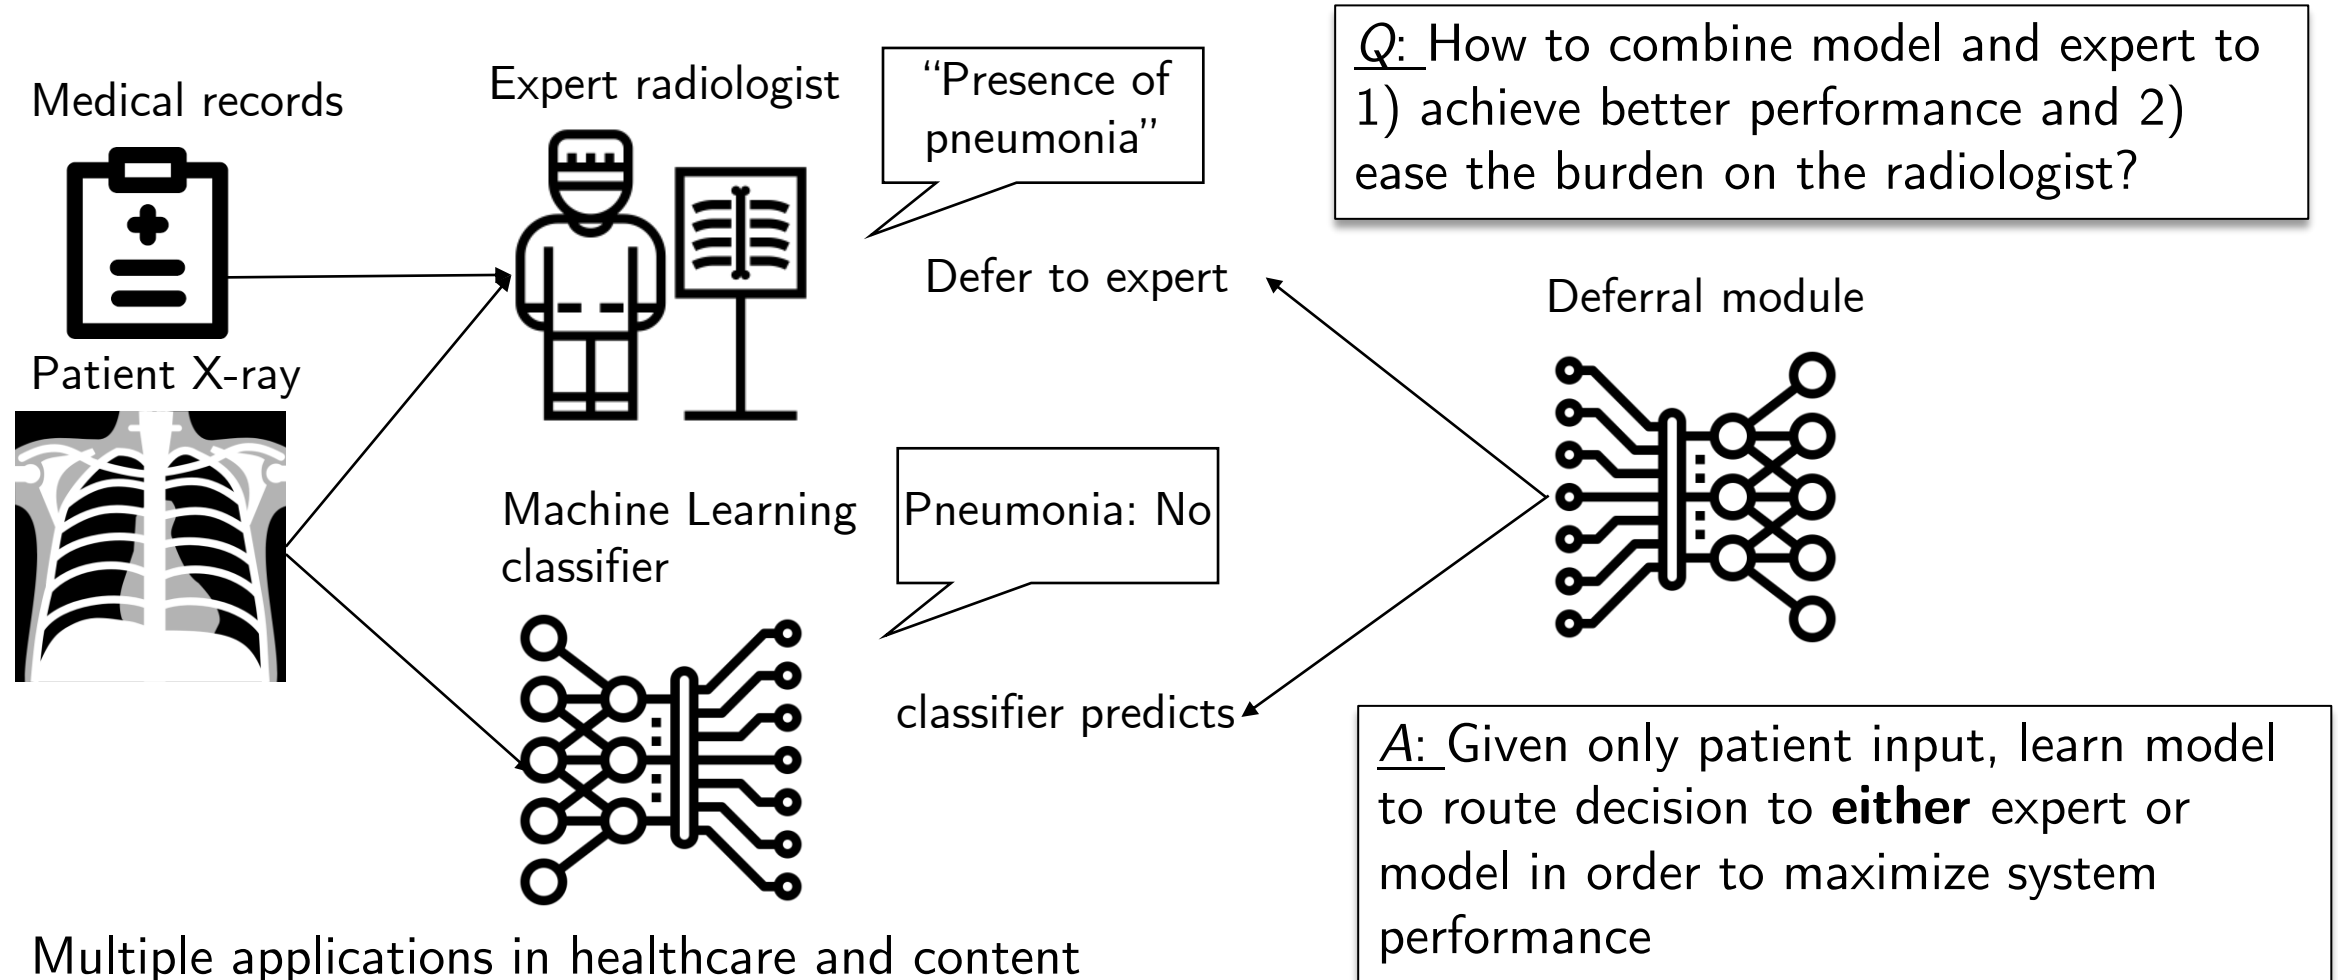 Medical records
Expert radiologist
“Presence of
pneumonia”
Q: How to combine model and expert to
1) achieve better performance and 2)
ease the burden on the radiologist?
Defer to expert
Deferral module
Patient X-ray
Machine Learning
classifier
Pneumonia: No
classifier predicts
A: Given only patient input, learn model
to route decision to either expert or
model in order to maximize system
performance
Multiple applications in healthcare and content